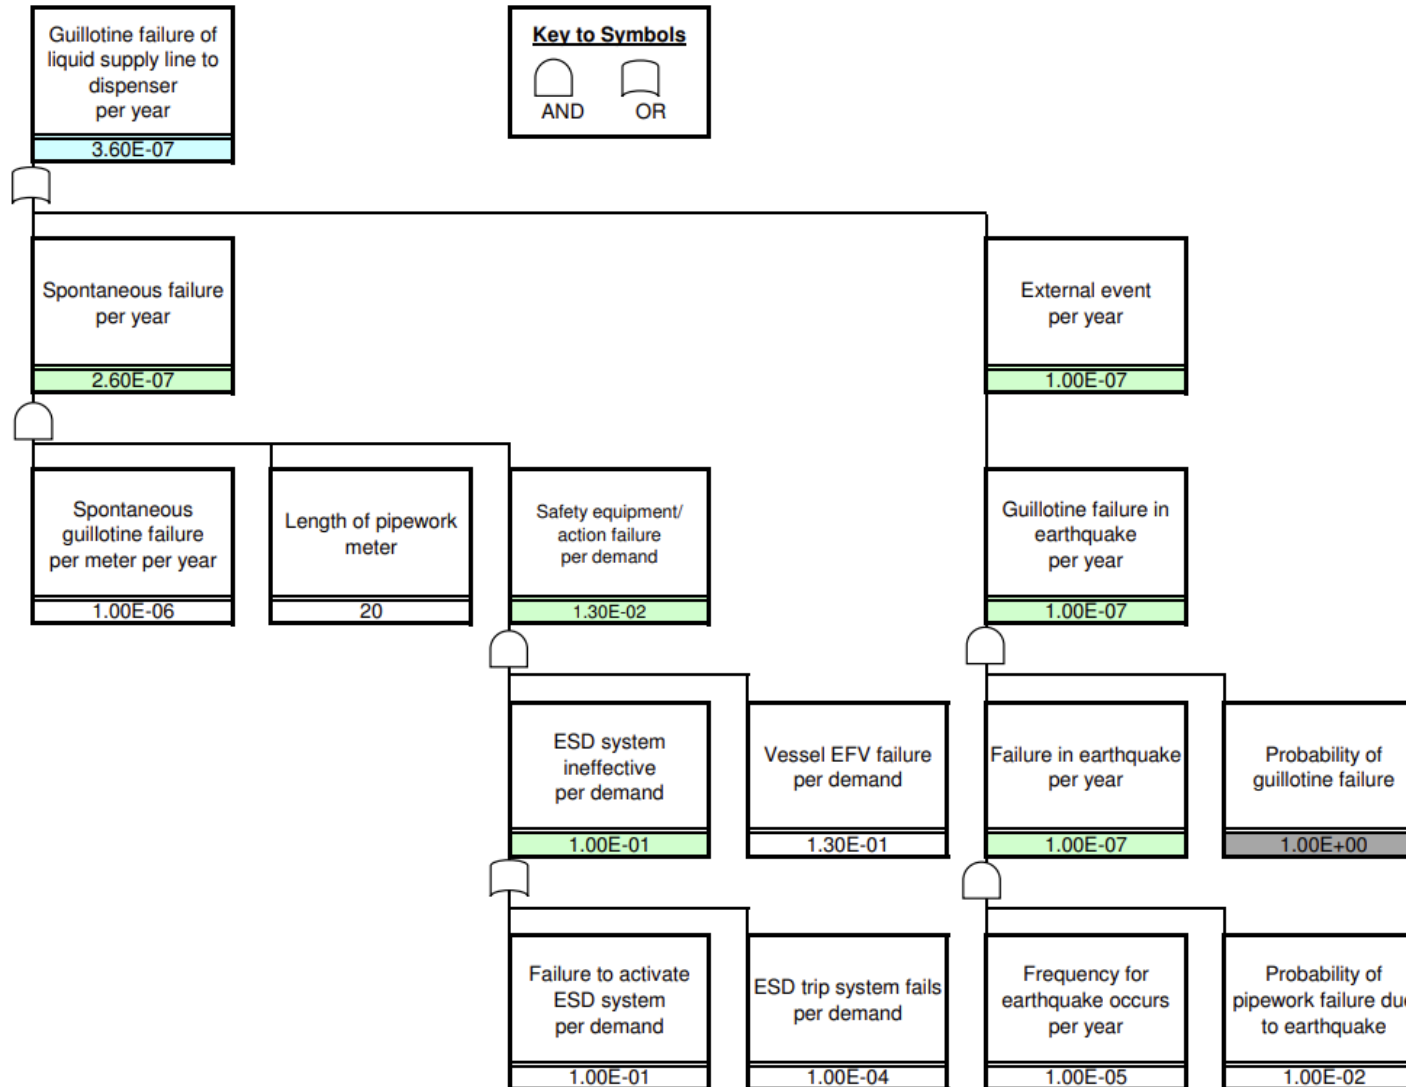 Guillotine failure of
liquid supply line to
dispenser
per year
3.60E-07
Key to Symbols
AND
OR
Spontaneous failure
per year
2.60E-07
External event
per year
1.00E-07
Spontaneous
guillotine failure
per meter per year
1.00E-06
Length of pipework
meter
20
Safety equipment/
action failure
per demand
1.30E-02
Guillotine failure in
earthquake
per year
1.00E-07
ESD system
ineffective
per demand
1.00E-01
Vessel EFV failure
per demand
1.30E-01
Failure in earthquake
per year
1.00E-07
Probability of
guillotine failure
1.00E+00
Failure to activate
ESD system
per demand
1.00E-01
ESD trip system fails
per demand
1.00E-04
Frequency for
earthquake occurs
per year
1.00E-05
Probability of
pipework failure due
to earthquake
1.00E-02